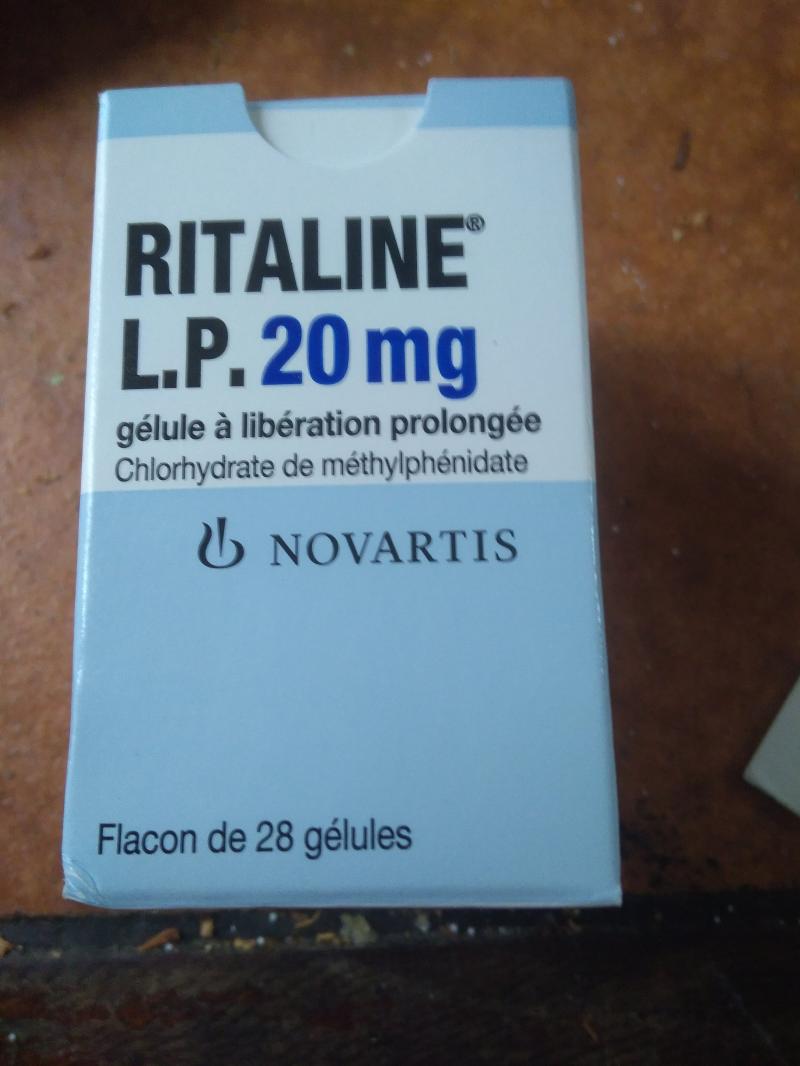 RITALINE®
L.P. 20 mg
gélule à libération prolongée
Chlorhydrate de méthylphénidate
NOVARTIS
Flacon de 28 gélules